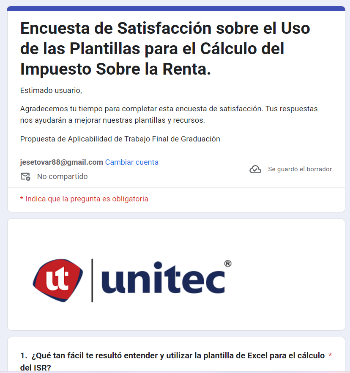 Encuesta de Satisfacción sobre el Uso
de las Plantillas para el Cálculo del
Impuesto Sobre la Renta.
Estimado usuario,
Agradecemos tu tiempo para completar esta encuesta de satisfacción. Tus respuestas
nos ayudarán a mejorar nuestras plantillas y recursos.
Propuesta de Aplicabilidad de Trabajo Final de Graduación
jesetovar88@gmail.com Cambiar cuenta
Se guardó el borrador
No compartido
* Indica que la pregunta es obligatoria
ut unitec®
1. ¿Qué tan fácil te resultó entender y utilizar la plantilla de Excel para el cálculo *
del ISR?